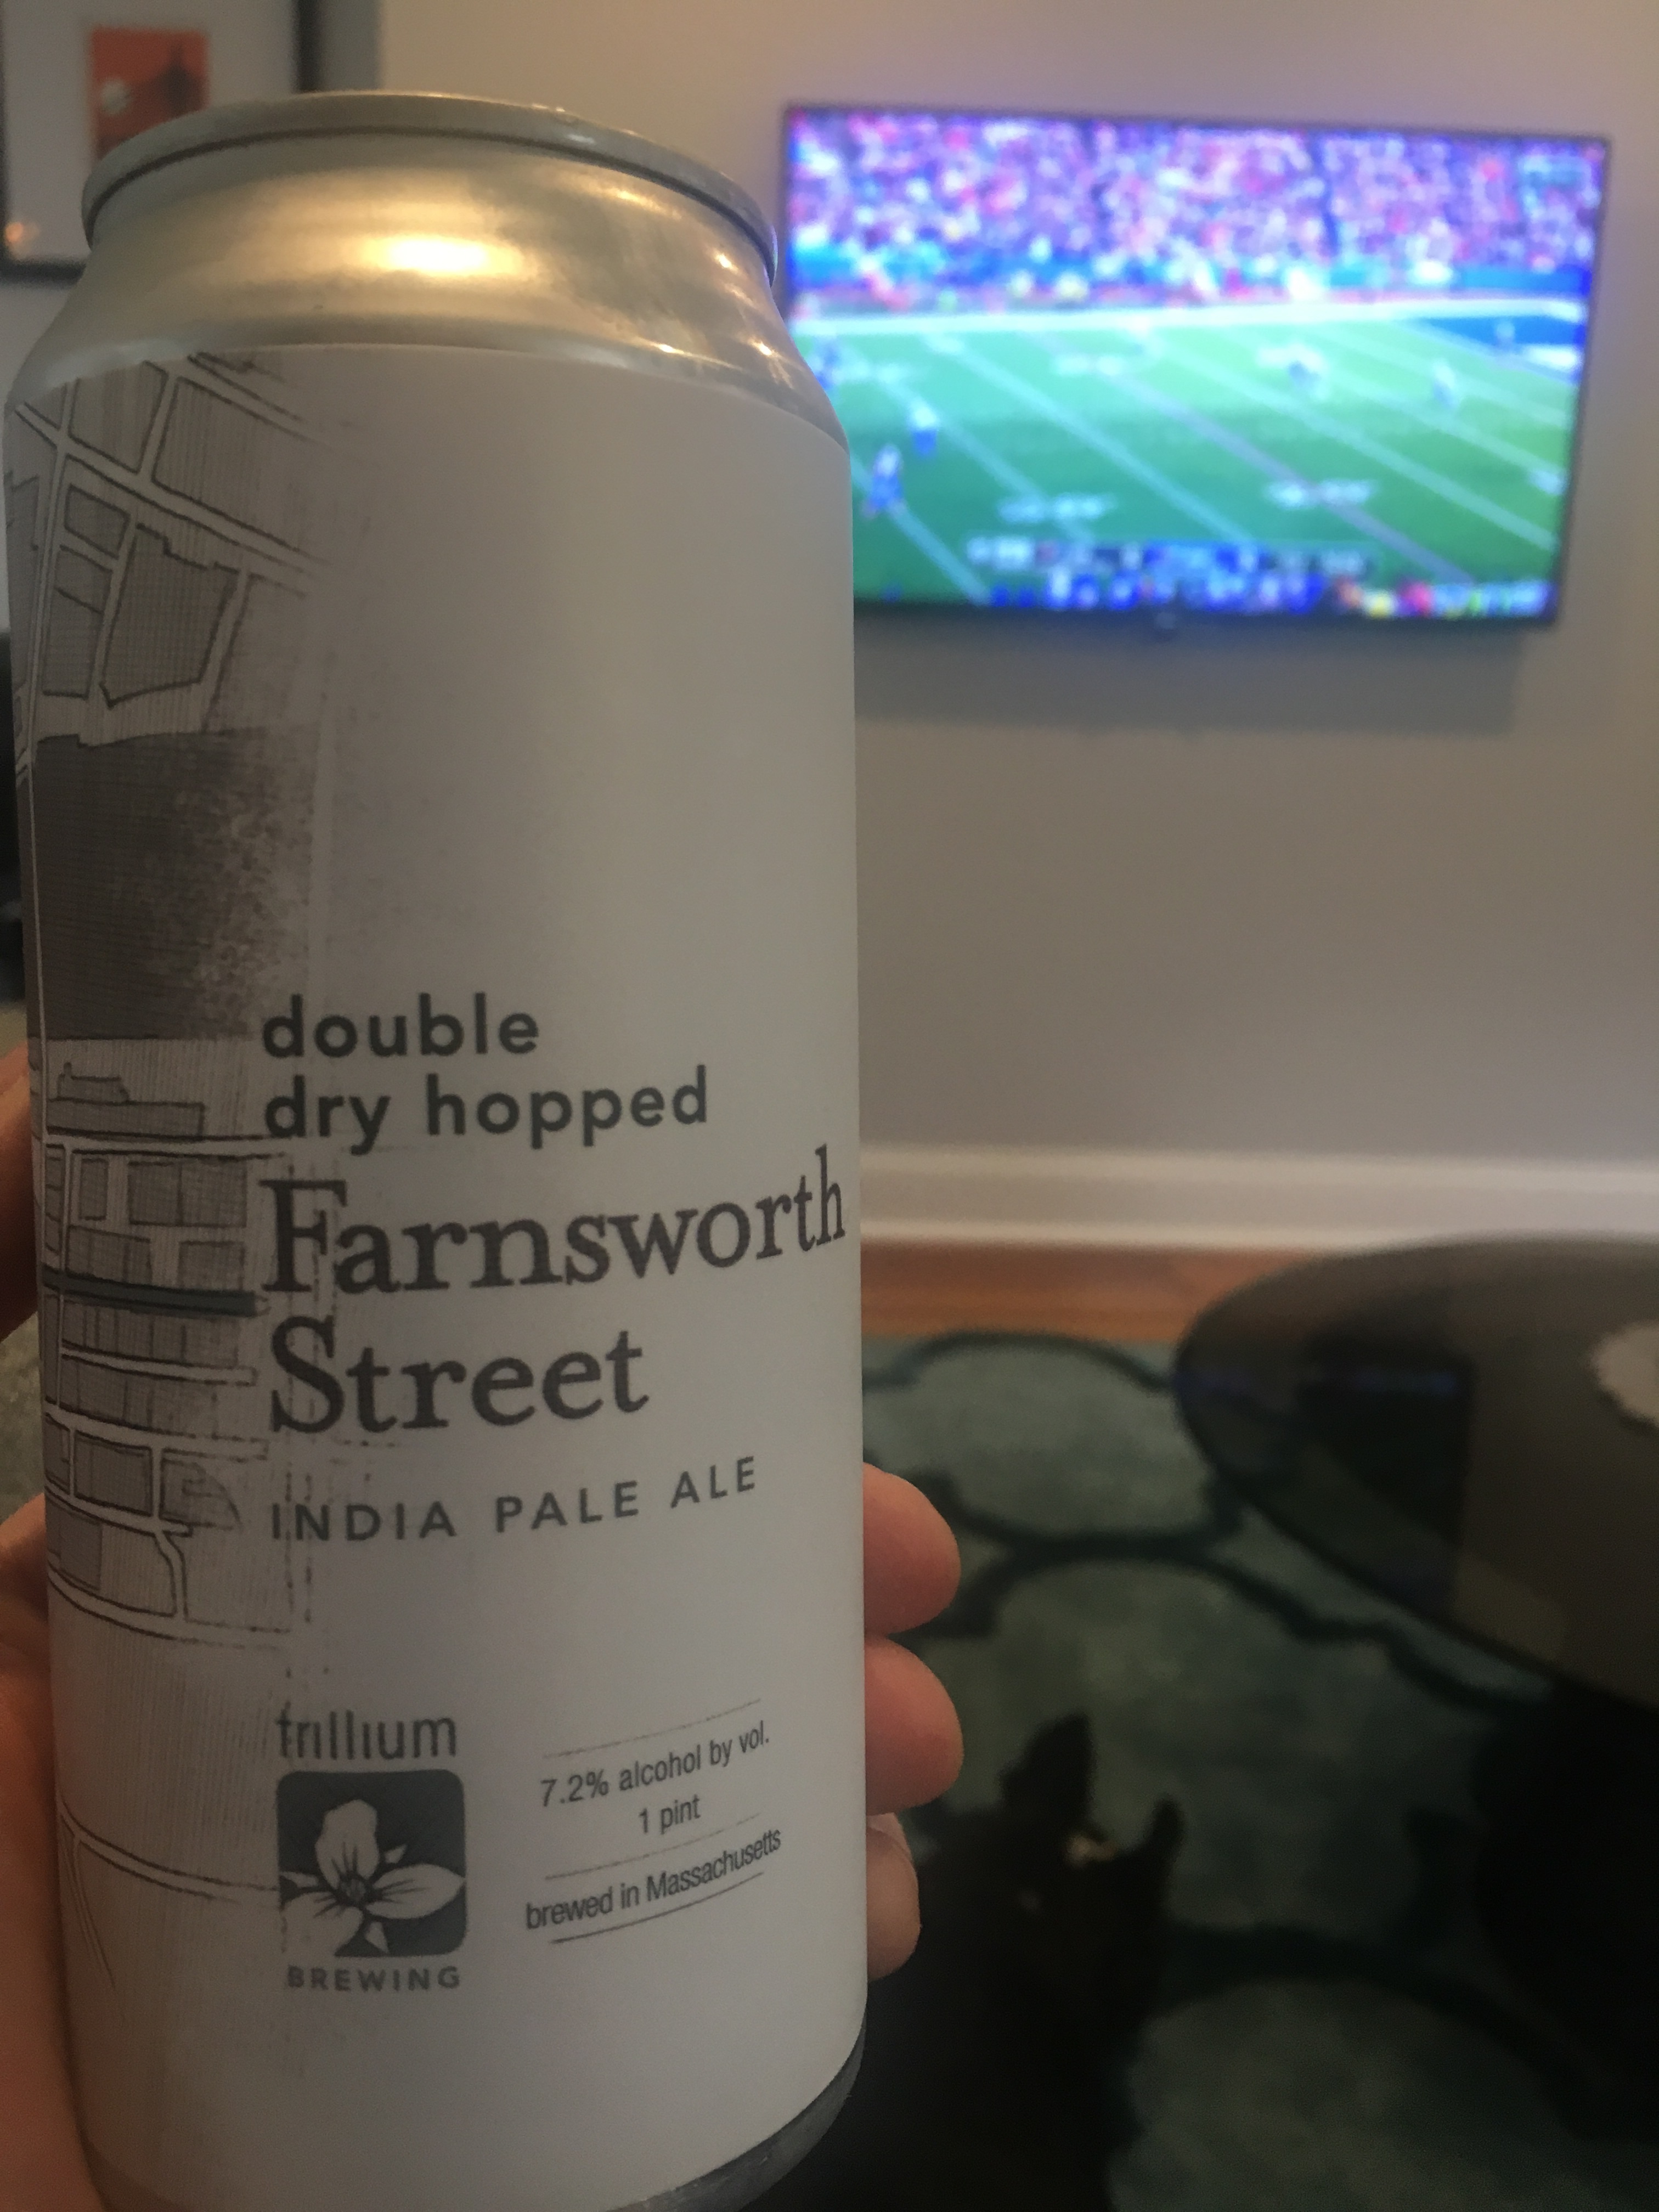 double
dry hopped
Farnsworth
Street
INDIA PALE ALE
trillium
BREWING
7.2% alcohol by vol.
1 pint
brewed in Massachusetts